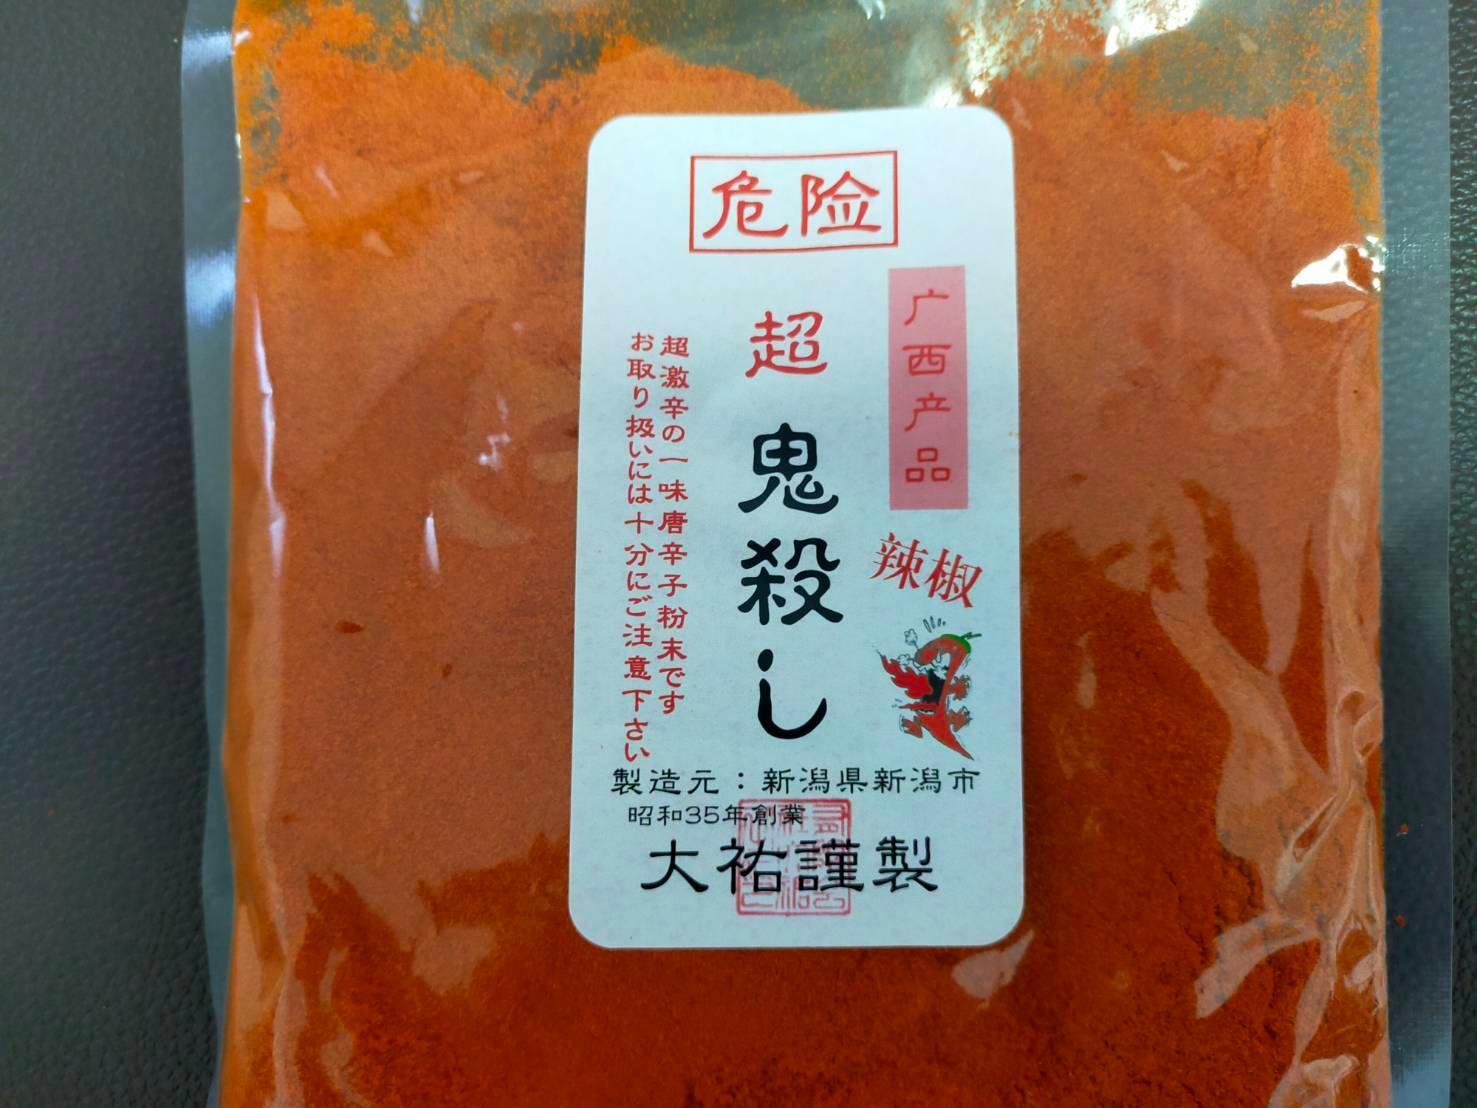 危险
广西产品
超鬼殺し
超激辛の一味唐辛子粉末です
お取り扱いには十分にご注意下さい
辣椒
製造元：新潟県新潟市
昭和35年創業
大祐謹製